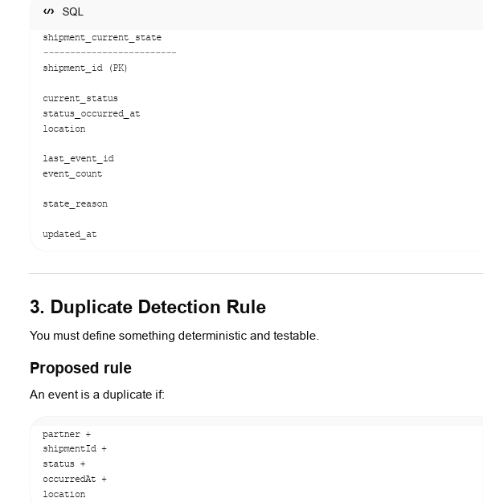 </> SQL
shipment_current_state
-------------------------
shipment_id (PK)
current_status
status_occurred_at
location
last_event_id
event_count
state_reason
updated_at
3. Duplicate Detection Rule
You must define something deterministic and testable.
Proposed rule
An event is a duplicate if:
partner +
shipmentId +
status +
occurredAt +
location